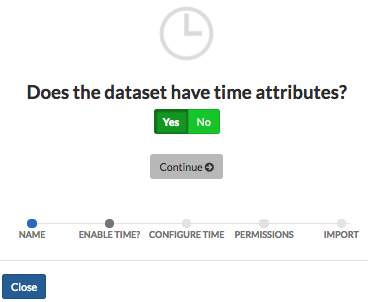 Does the dataset have time attributes?
Yes No
Continue
NAME ENABLE TIME? CONFIGURE TIME PERMISSIONS IMPORT
Close